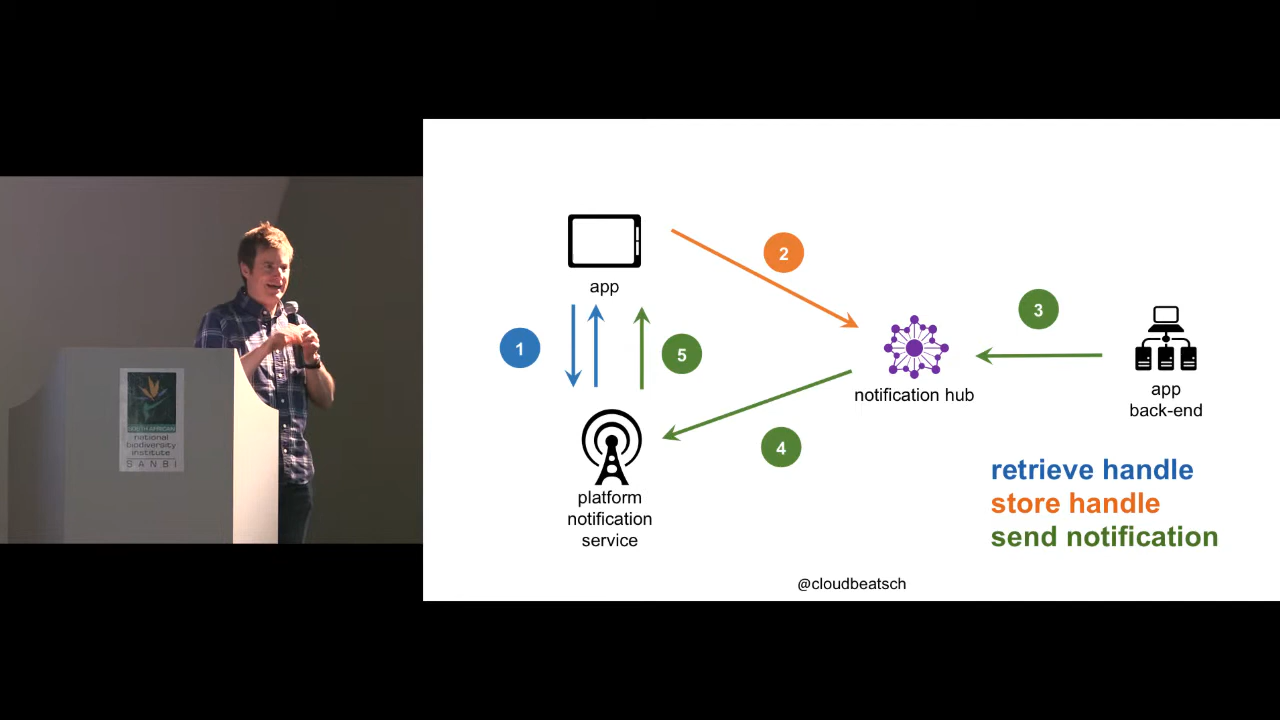 SOUTH AFRICAN
national
biodiversity
institute
SANBI
app
1
2
3
4
5
notification hub
app
back-end
platform
notification
service
retrieve handle
store handle
send notification
@cloudbeatsch